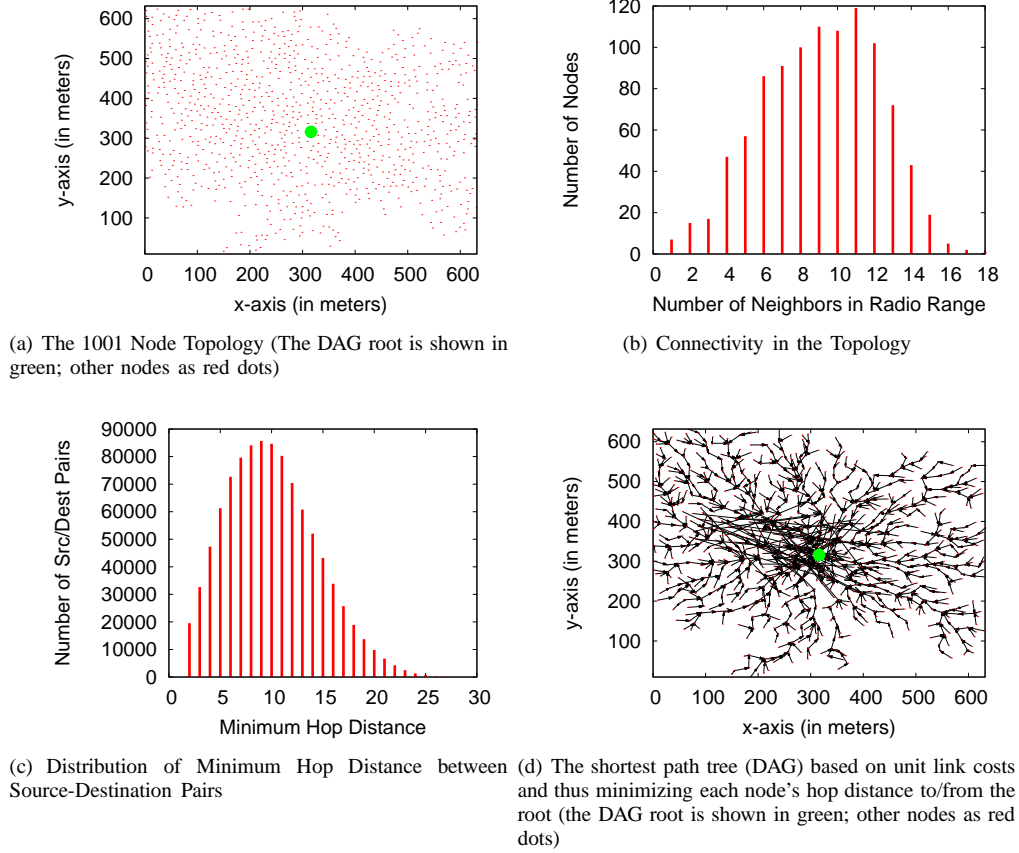 600
500
400
300
200
100
y-axis (in meters)
0 100 200 300 400 500 600
x-axis (in meters)
(a) The 1001 Node Topology (The DAG root is shown in
green; other nodes as red dots)
120
100
80
60
40
20
0
Number of Nodes
0 2 4 6 8 10 12 14 16 18
Number of Neighbors in Radio Range
(b) Connectivity in the Topology
90000
80000
70000
60000
50000
40000
30000
20000
10000
0
Number of Src/Dest Pairs
0 5 10 15 20 25 30
Minimum Hop Distance
(c) Distribution of Minimum Hop Distance between
Source-Destination Pairs
600
500
400
300
200
100
y-axis (in meters)
0 100 200 300 400 500 600
x-axis (in meters)
(d) The shortest path tree (DAG) based on unit link costs
and thus minimizing each node's hop distance to/from the
root (the DAG root is shown in green; other nodes as red
dots)